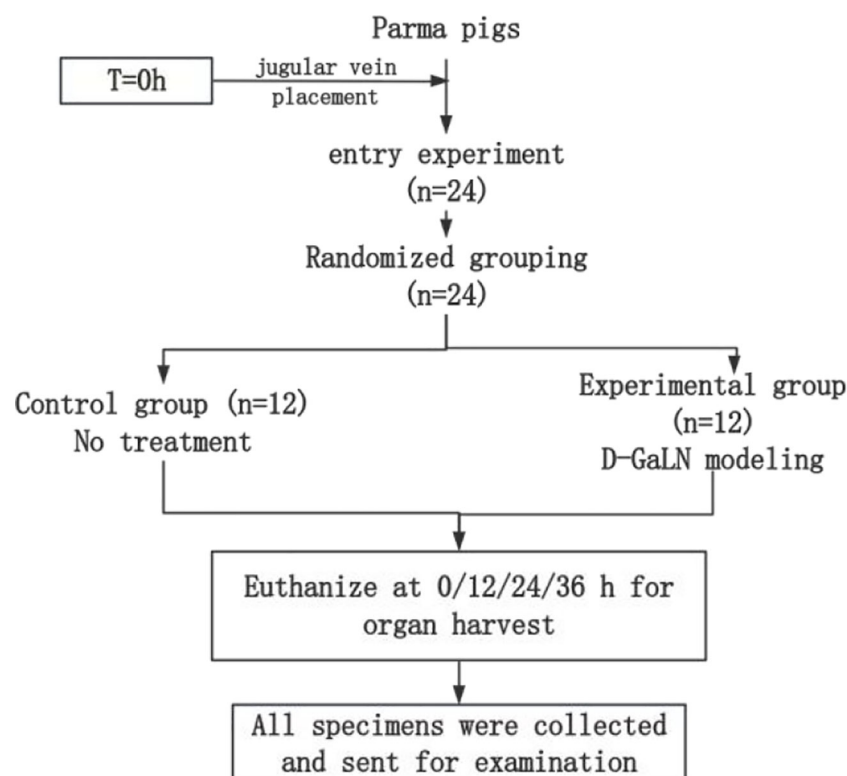 Parma pigs
T=0h
jugular vein
placement
entry experiment
(n=24)
Randomized grouping
(n=24)
Control group (n=12)
No treatment
Experimental group
(n=12)
D-GaLN modeling
Euthanize at 0/12/24/36 h for
organ harvest
All specimens were collected
and sent for examination